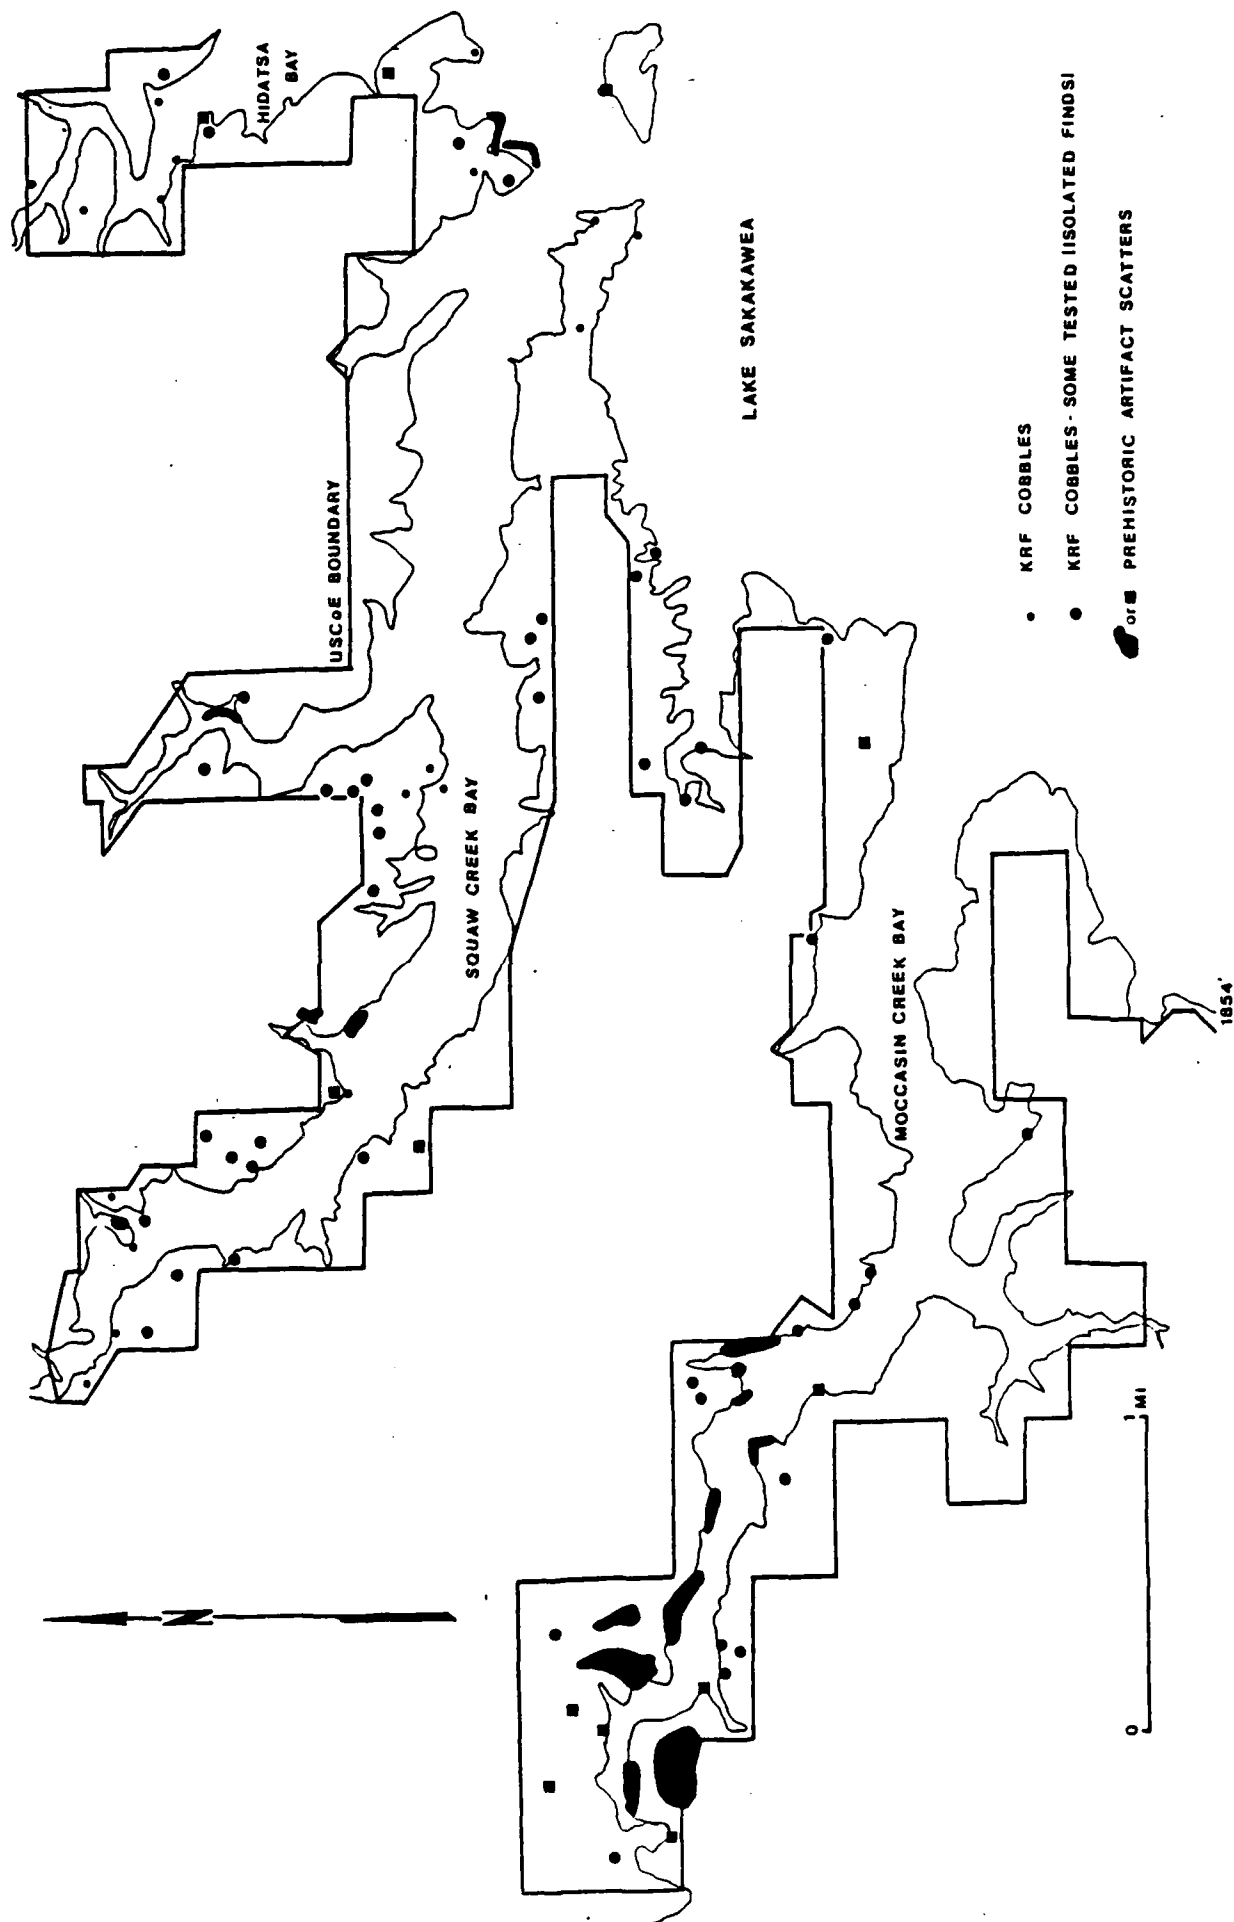 HIDATSA
BAY
USCoE BOUNDARY
SQUAW CREEK BAY
LAKE SAKAKAWEA
MOCCASIN CREEK BAY
N
1854'
0 1 MI
KRF COBBLES
KRF COBBLES - SOME TESTED (ISOLATED FINDS)
or PREHISTORIC ARTIFACT SCATTERS